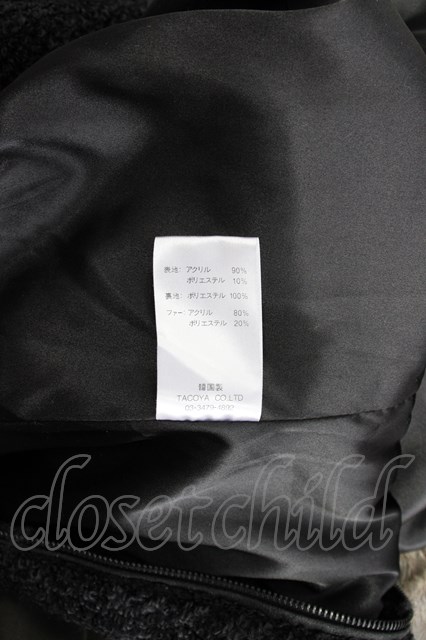 表地: アクリル 90%
ポリエステル 10%
裏地: ポリエステル 100%
ファー: アクリル 80%
ポリエステル 20%
韓国製
TACOYA CO.LTD
closet child